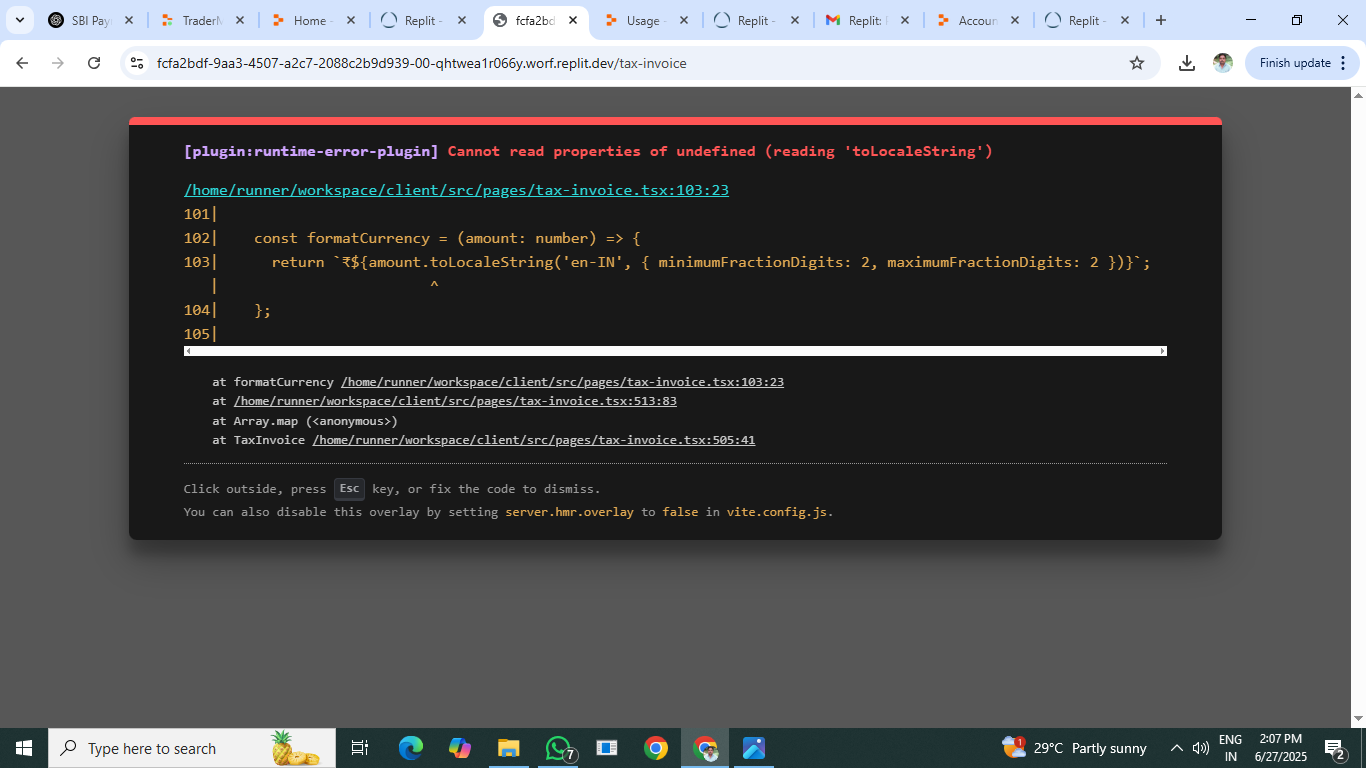 SBI Pay
TraderM
Home -
Replit -
fcfa2bd
Usage -
Replit -
Replit:
Accoun
Replit -
fcfa2bdf-9aa3-4507-a2c7-2088c2b9d939-00-qhtwea1r066y.worf.replit.dev/tax-invoice
Finish update
[plugin:runtime-error-plugin] Cannot read properties of undefined (reading 'toLocaleString')
/home/runner/workspace/client/src/pages/tax-invoice.tsx:103:23
101|
102|    const formatCurrency = (amount: number) => {
103|      return `₹${amount.toLocaleString('en-IN', { minimumFractionDigits: 2, maximumFractionDigits: 2 })}`;
|                        ^
104|    };
105|
at formatCurrency /home/runner/workspace/client/src/pages/tax-invoice.tsx:103:23
at /home/runner/workspace/client/src/pages/tax-invoice.tsx:513:83
at Array.map (<anonymous>)
at TaxInvoice /home/runner/workspace/client/src/pages/tax-invoice.tsx:505:41
Click outside, press Esc key, or fix the code to dismiss.
You can also disable this overlay by setting server.hmr.overlay to false in vite.config.js.
Type here to search
7
1
29°C Partly sunny
ENG
IN
2:07 PM
6/27/2025
2